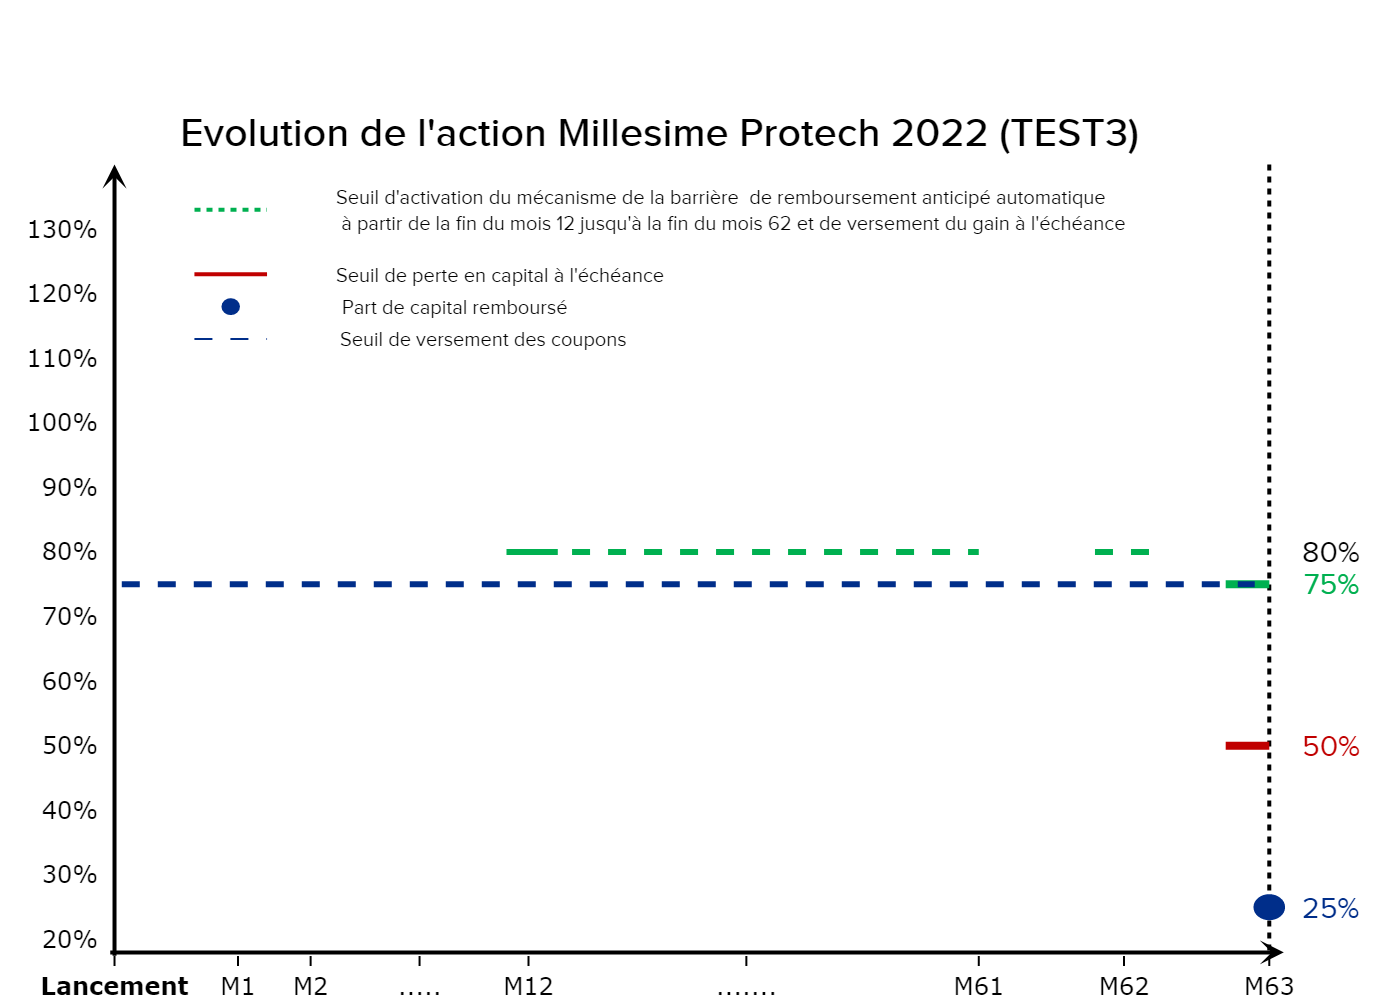 Evolution de l'action Millesime Protech 2022 (TEST3)
Seuil d'activation du mécanisme de la barrière  de remboursement anticipé automatique
à partir de la fin du mois 12 jusqu'à la fin du mois 62 et de versement du gain à l'échéance
Seuil de perte en capital à l'échéance
Part de capital remboursé
Seuil de versement des coupons
130%
120%
110%
100%
90%
80%
70%
60%
50%
40%
30%
20%
80%
75%
50%
25%
Lancement M1 M2 ..... M12 ....... M61 M62 M63